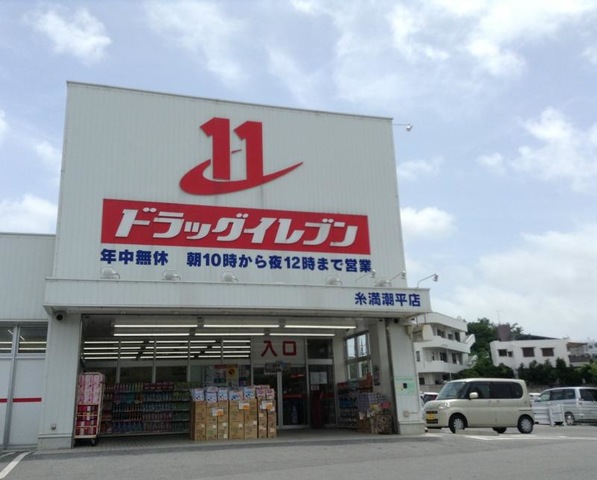 11
ドラッグイレブン
年中無休 朝10時から夜12時まで営業
糸満潮平店
入口